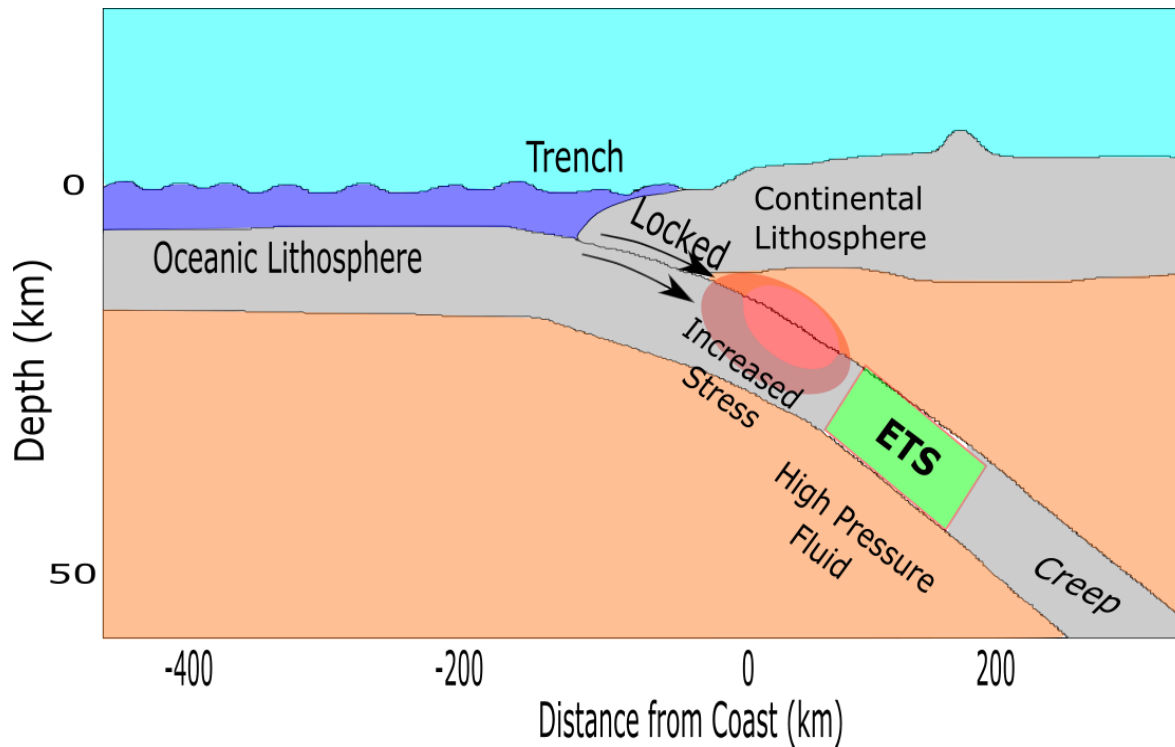 Trench
0
Locked
Continental
Lithosphere
Oceanic Lithosphere
Depth (km)
Increased
Stress
ETS
High Pressure
Fluid
50
Creep
-400
-200
0
200
Distance from Coast (km)